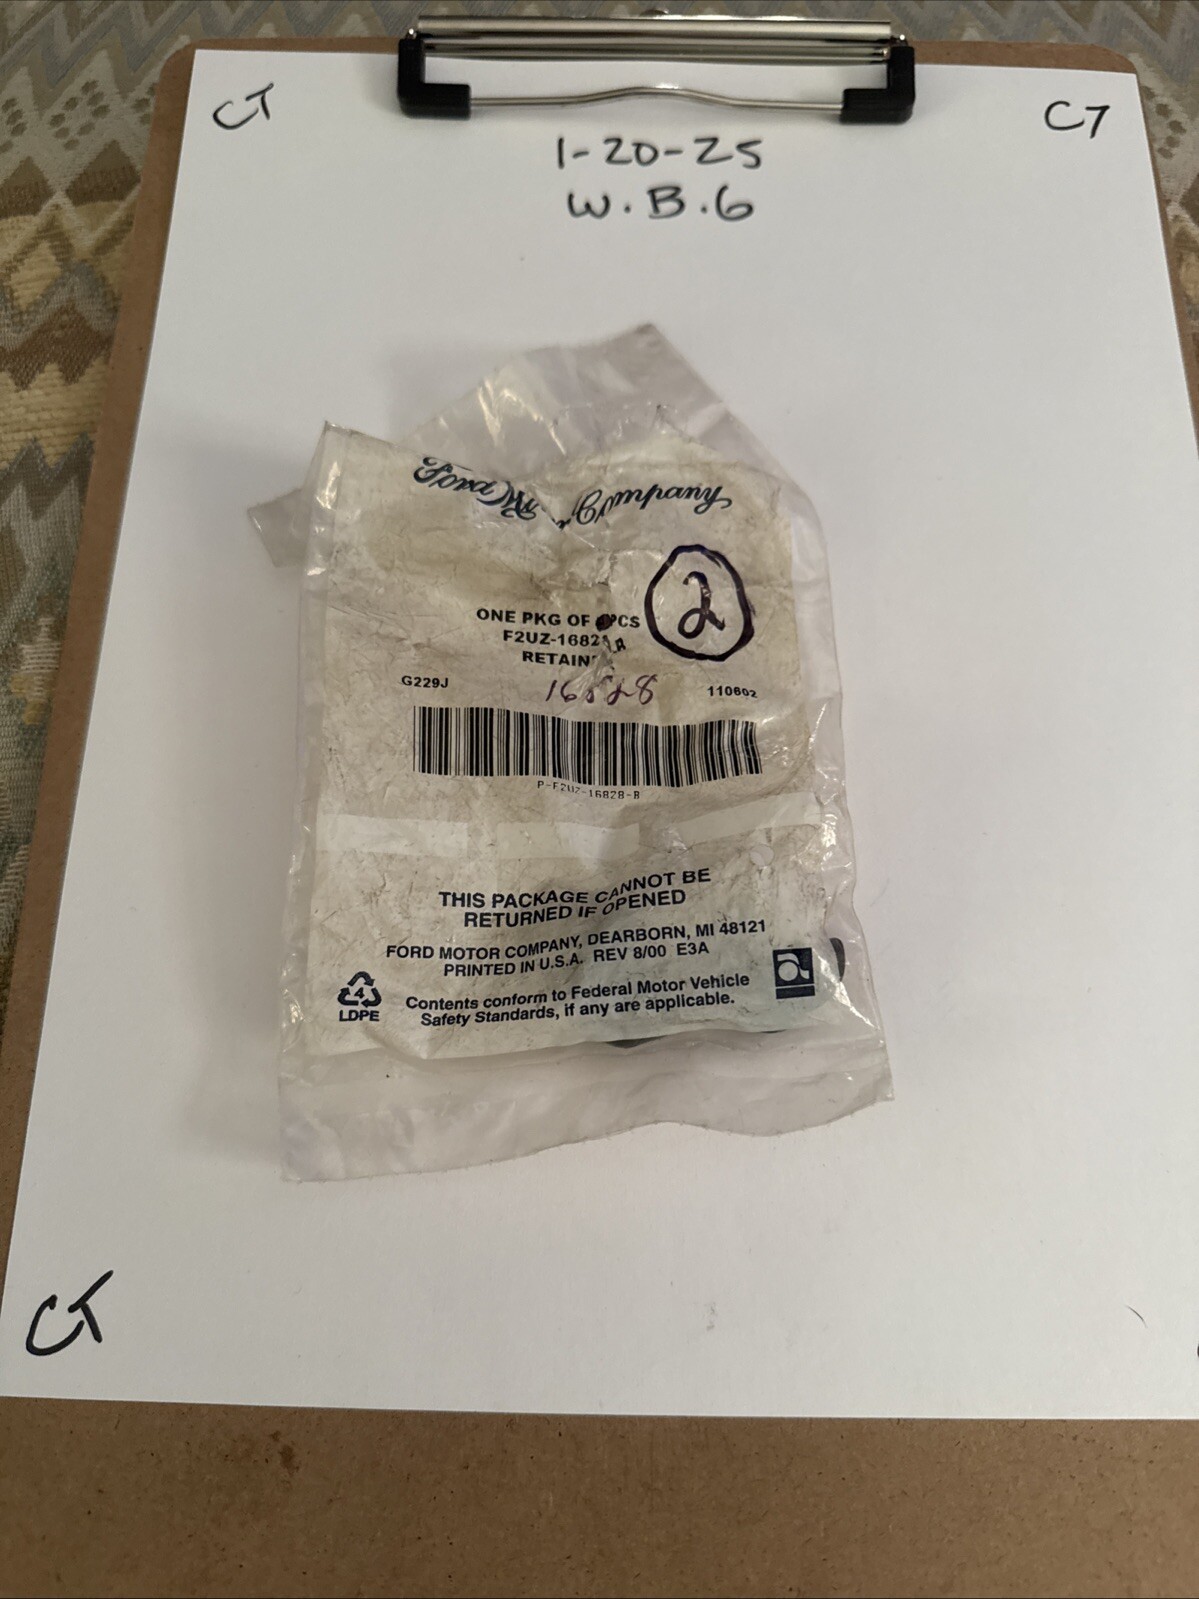 CT
CT
1-20-25
W.B.6
Ford Company
2
ONE PKG OF PCS
F2UZ-1682
RETAIN
16828
G229J
110602
P-F2UZ-16828-B
THIS PACKAGE CANNOT BE
RETURNED IF OPENED
FORD MOTOR COMPANY, DEARBORN, MI 48121
PRINTED IN U.S.A. REV 8/00 E3A
Contents conform to Federal Motor Vehicle
Safety Standards, if any are applicable.
4
LDPE
CT